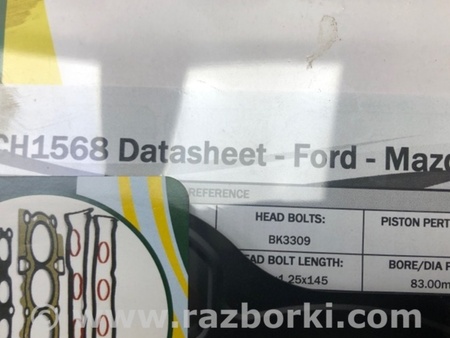 CH1568 Datasheet - Ford - Mazd
REFERENCE
HEAD BOLTS:
PISTON PERT
BK3309
EAD BOLT LENGTH:
BORE/DIA P
1.25x145
83.00m
www.razborki.com